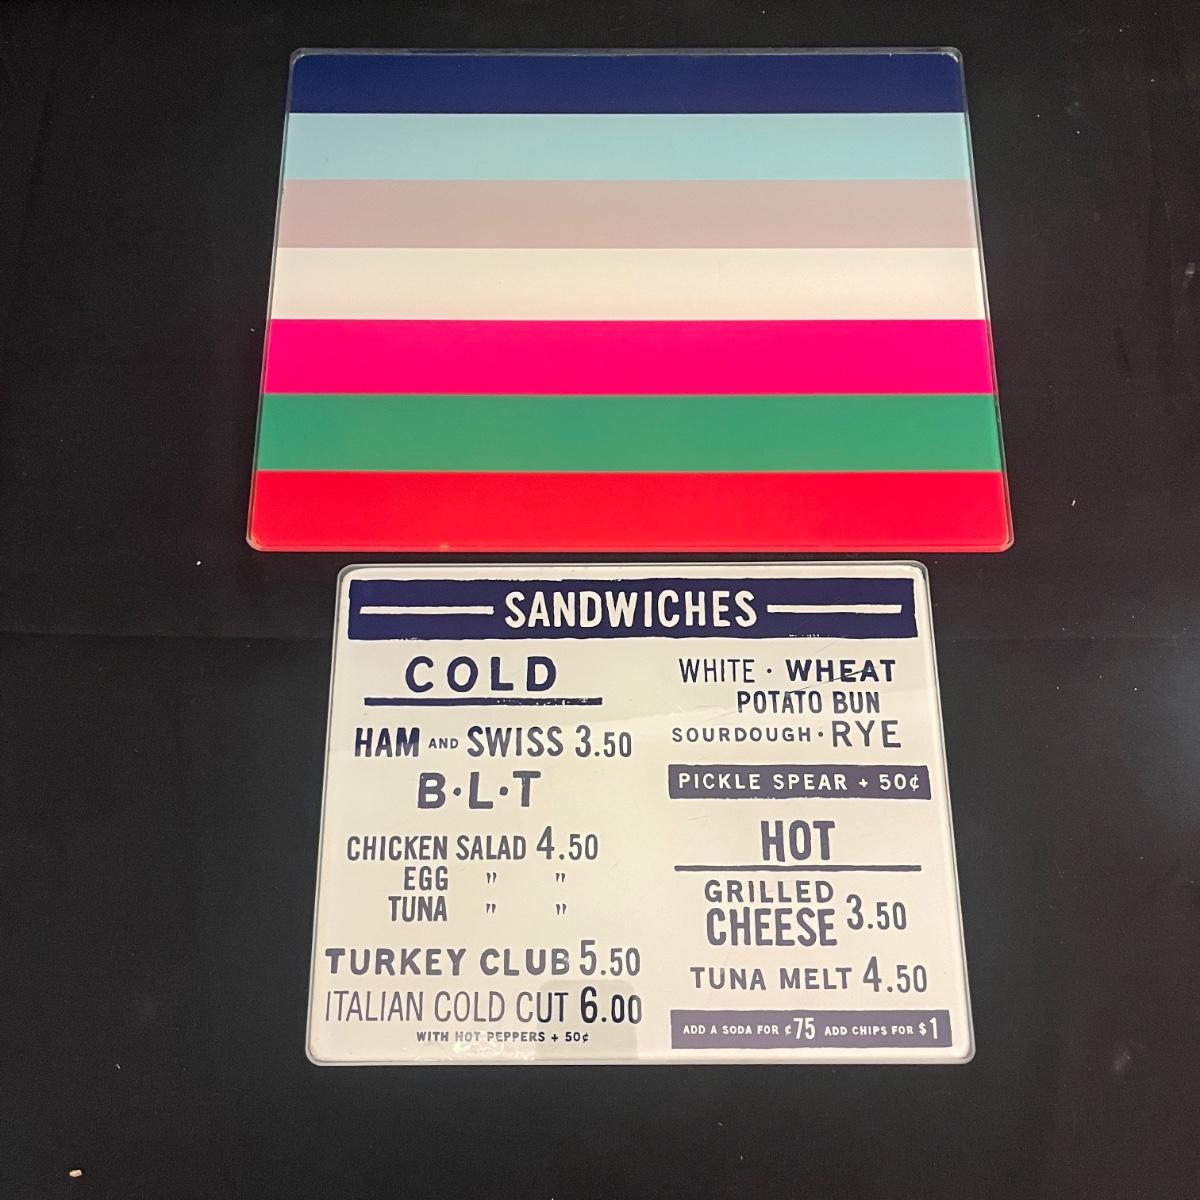 SANDWICHES
COLD
HAM AND SWISS 3.50
B·L·T
CHICKEN SALAD 4.50
EGG " "
TUNA " "
TURKEY CLUB 5.50
ITALIAN COLD CUT 6.00
WITH HOT PEPPERS + 50¢
WHITE · WHEAT
POTATO BUN
SOURDOUGH · RYE
PICKLE SPEAR + 50¢
HOT
GRILLED
CHEESE 3.50
TUNA MELT 4.50
ADD A SODA FOR ¢75 ADD CHIPS FOR $1